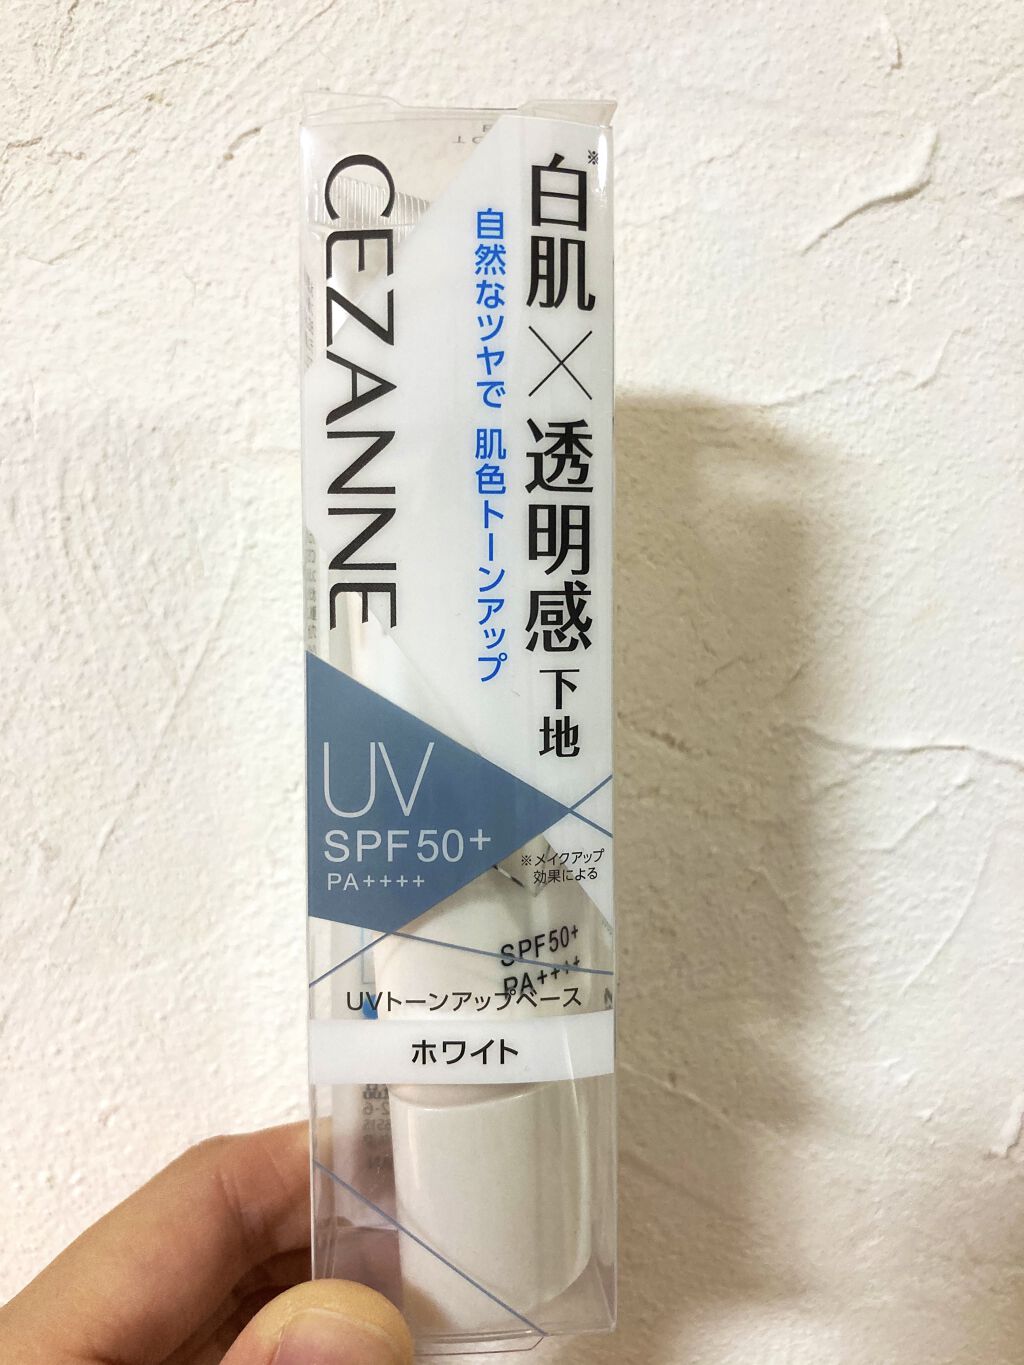 ※
白肌×透明感 下地
自然なツヤで 肌色トーンアップ
CEZANNE
UV
SPF50+
PA++++
※メイクアップ
効果による
SPF50+
PA++++
UVトーンアップベース
ホワイト